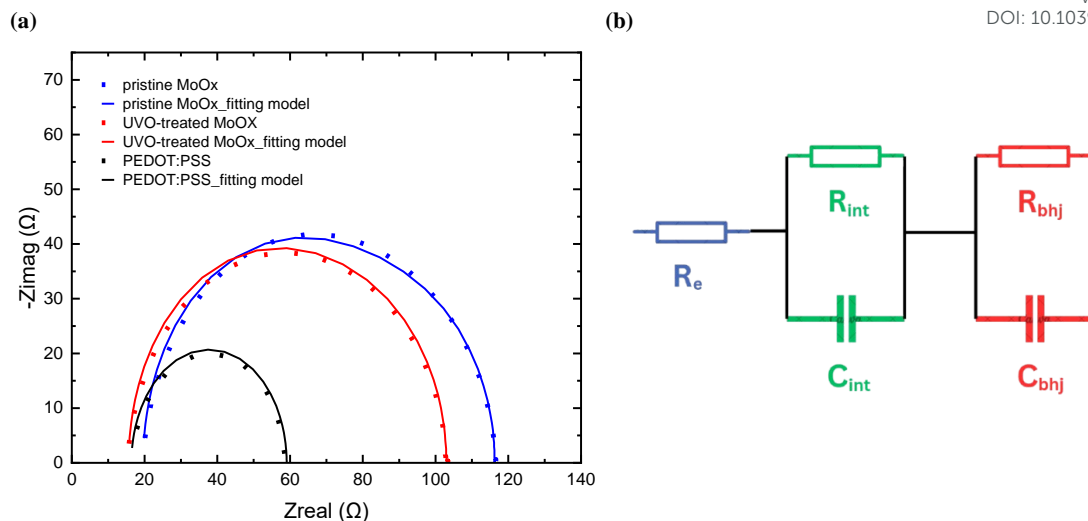 (a)
(b)
DOI: 10.1039
-Zimag (Ω)
70
60
50
40
30
20
10
0
pristine MoOx
pristine MoOx_fitting model
UVO-treated MoOX
UVO-treated MoOx_fitting model
PEDOT:PSS
PEDOT:PSS_fitting model
0 20 40 60 80 100 120 140
Zreal (Ω)
Re
Rint
Cint
Rbhj
Cbhj